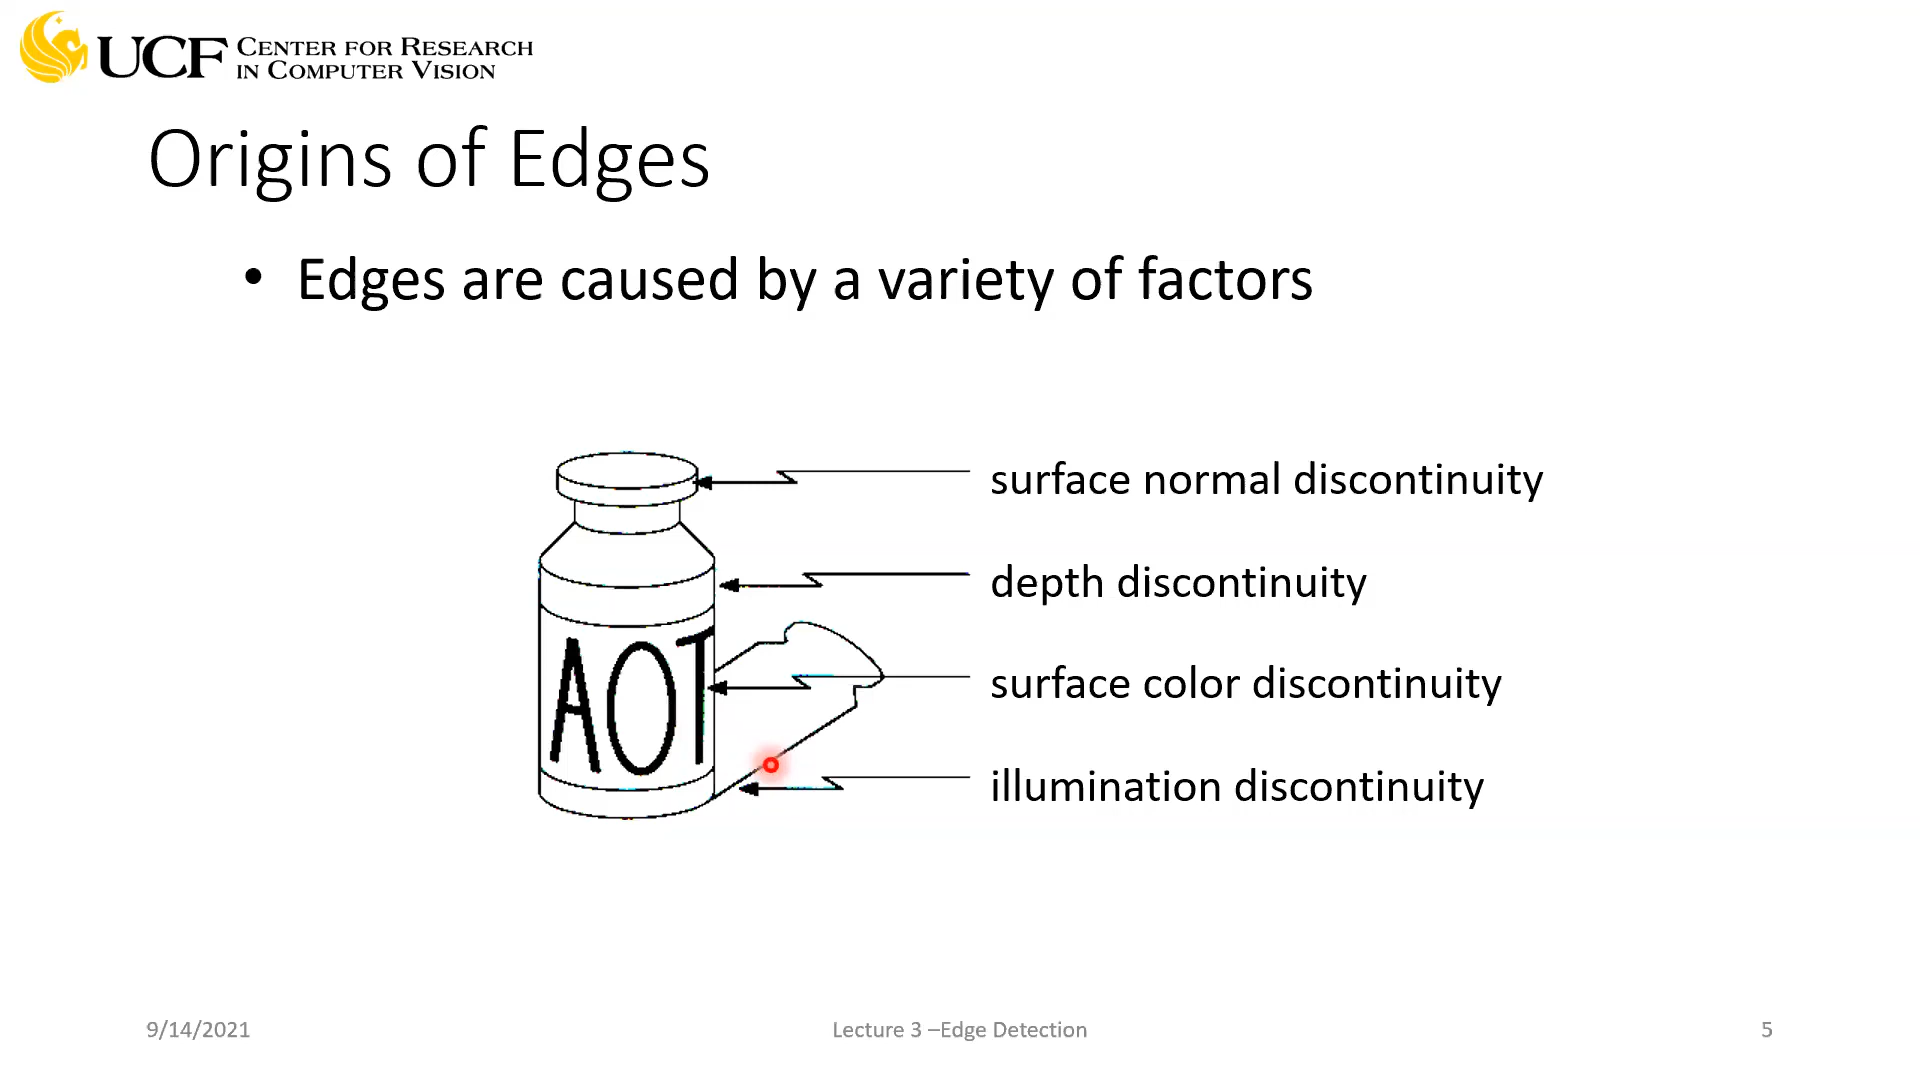 UCF CENTER FOR RESEARCH
IN COMPUTER VISION
Origins of Edges
• Edges are caused by a variety of factors
surface normal discontinuity
depth discontinuity
surface color discontinuity
illumination discontinuity
AOT
9/14/2021
Lecture 3 –Edge Detection
5